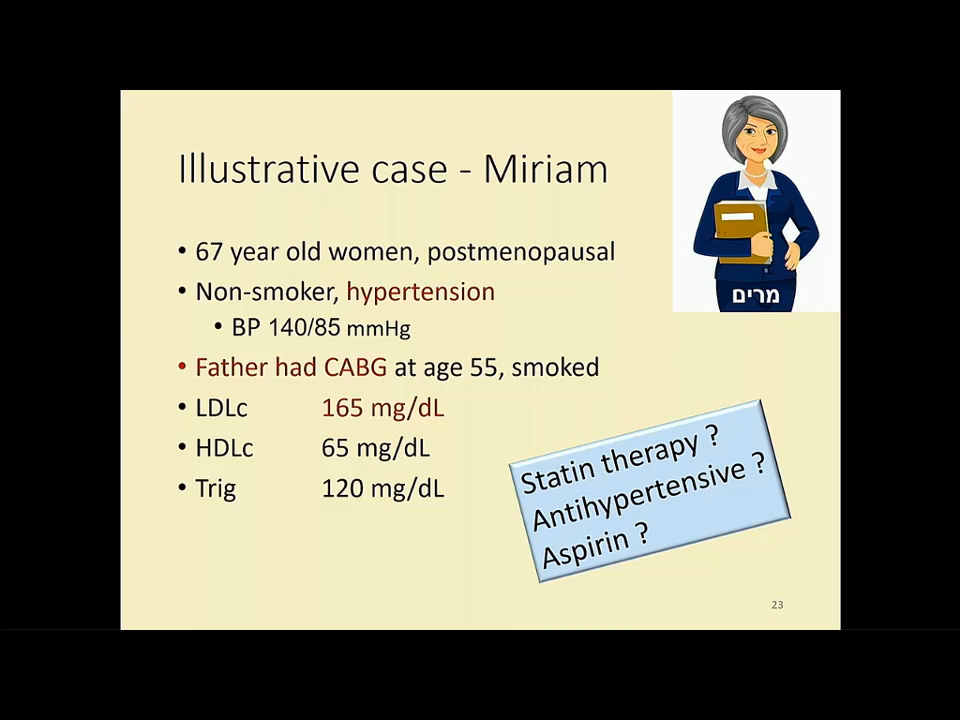 Illustrative case - Miriam
מרים
• 67 year old women, postmenopausal
• Non-smoker, hypertension
• BP 140/85 mmHg
• Father had CABG at age 55, smoked
• LDLc 165 mg/dL
• HDLc 65 mg/dL
• Trig 120 mg/dL
Statin therapy ?
Antihypertensive ?
Aspirin ?
23